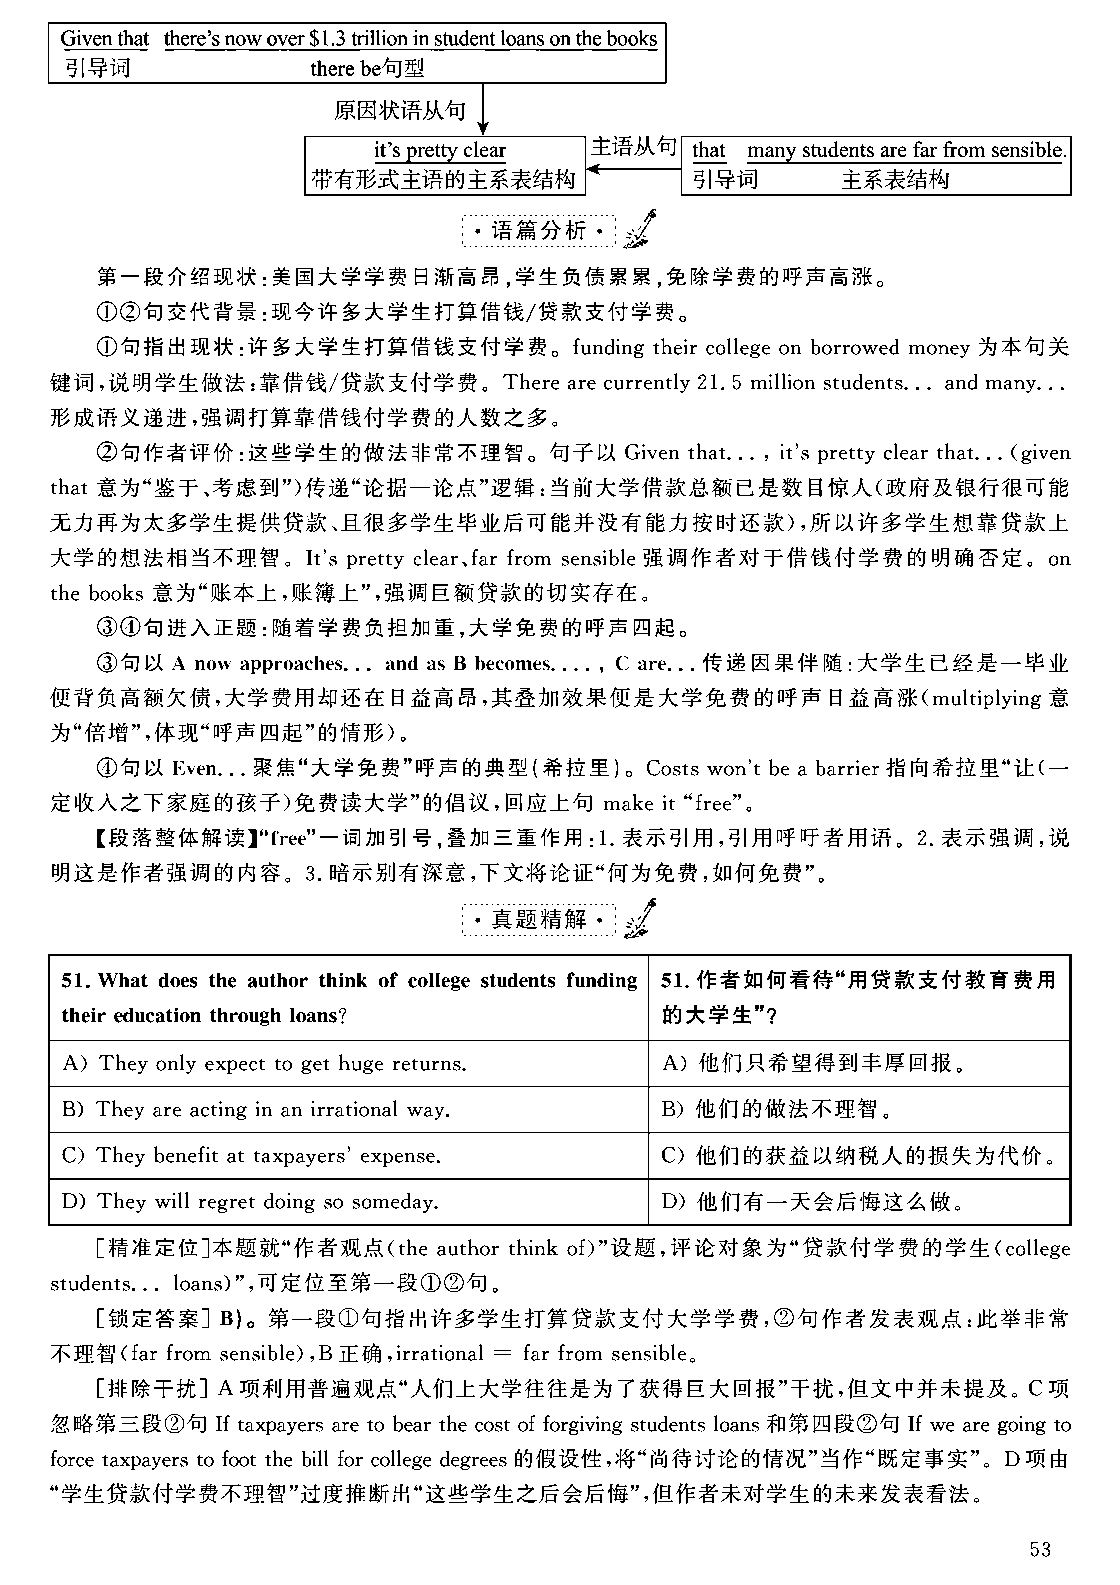 Given that there's now over $1.3 trillion in student loans on the books
引导词 there be句型
原因状语从句
it's pretty clear
带有形式主语的主系表结构
主语从句
that many students are far from sensible.
引导词 主系表结构
·语篇分析·
第一段介绍现状:美国大学学费日渐高昂,学生负债累累,免除学费的呼声高涨。
①②句交代背景:现今许多大学生打算借钱/贷款支付学费。
①句指出现状:许多大学生打算借钱支付学费。funding their college on borrowed money 为本句关
键词,说明学生做法:靠借钱/贷款支付学费。There are currently 21.5 million students... and many...
形成语义递进,强调打算靠借钱付学费的人数之多。
②句作者评价:这些学生的做法非常不理智。句子以 Given that..., it's pretty clear that...(given
that 意为“鉴于、考虑到”)传递“论据—论点”逻辑:当前大学借款总额已是数目惊人(政府及银行很可能
无力再为太多学生提供贷款、且很多学生毕业后可能并没有能力按时还款),所以许多学生想靠贷款上
大学的想法相当不理智。It's pretty clear、far from sensible 强调作者对于借钱付学费的明确否定。on
the books 意为“账本上,账簿上”,强调巨额贷款的切实存在。
③④句进入正题:随着学费负担加重,大学免费的呼声四起。
③句以 A now approaches... and as B becomes...., C are...传递因果伴随:大学生已经是一毕业
便背负高额欠债,大学费用却还在日益高昂,其叠加效果便是大学免费的呼声日益高涨(multiplying 意
为“倍增”,体现“呼声四起”的情形)。
④句以 Even...聚焦“大学免费”呼声的典型(希拉里)。Costs won't be a barrier 指向希拉里“让(一
定收入之下家庭的孩子)免费读大学”的倡议,回应上句 make it “free”。
【段落整体解读】“free”一词加引号,叠加三重作用:1.表示引用,引用呼吁者用语。2.表示强调,说
明这是作者强调的内容。3.暗示别有深意,下文将论证“何为免费,如何免费”。
·真题精解·
51. What does the author think of college students funding
their education through loans?
51.作者如何看待“用贷款支付教育费用
的大学生”?
A) They only expect to get huge returns.
A) 他们只希望得到丰厚回报。
B) They are acting in an irrational way.
B) 他们的做法不理智。
C) They benefit at taxpayers' expense.
C) 他们的获益以纳税人的损失为代价。
D) They will regret doing so someday.
D) 他们有一天会后悔这么做。
[精准定位]本题就“作者观点(the author think of)”设题,评论对象为“贷款付学费的学生(college
students... loans)”,可定位至第一段①②句。
[锁定答案] B)。第一段①句指出许多学生打算贷款支付大学学费,②句作者发表观点:此举非常
不理智(far from sensible),B正确,irrational = far from sensible。
[排除干扰] A项利用普遍观点“人们上大学往往是为了获得巨大回报”干扰,但文中并未提及。C项
忽略第三段②句 If taxpayers are to bear the cost of forgiving students loans 和第四段②句 If we are going to
force taxpayers to foot the bill for college degrees 的假设性,将“尚待讨论的情况”当作“既定事实”。D项由
“学生贷款付学费不理智”过度推断出“这些学生之后会后悔”,但作者未对学生的未来发表看法。
53